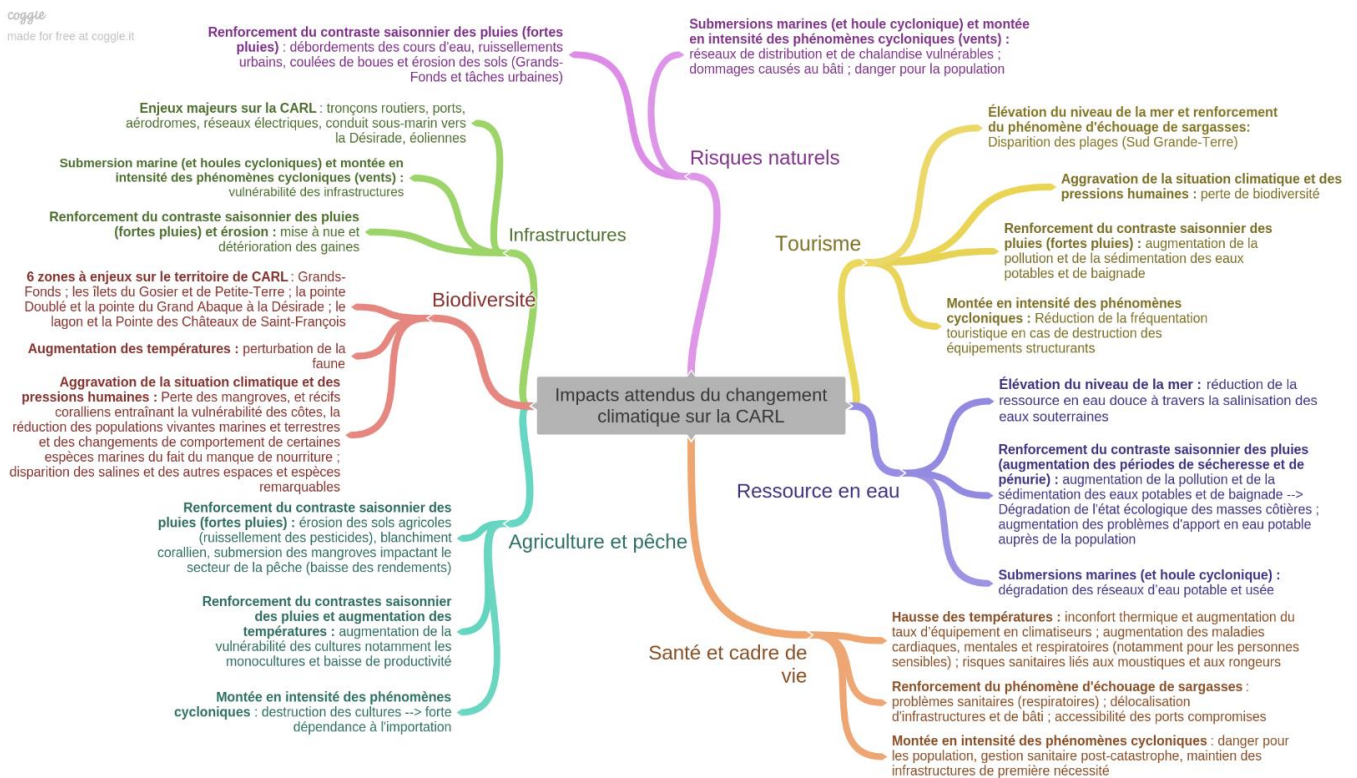 coggle
made for free at coggle.it
Impacts attendus du changement
climatique sur la CARL
Risques naturels
Renforcement du contraste saisonnier des pluies (fortes
pluies) : débordements des cours d'eau, ruissellements
urbains, coulées de boues et érosion des sols (Grands-
Fonds et tâches urbaines)
Submersions marines (et houle cyclonique) et montée
en intensité des phénomènes cycloniques (vents) :
réseaux de distribution et de chalandise vulnérables ;
dommages causés au bâti ; danger pour la population
Tourisme
Élévation du niveau de la mer et renforcement
du phénomène d'échouage de sargasses:
Disparition des plages (Sud Grande-Terre)
Aggravation de la situation climatique et des
pressions humaines : perte de biodiversité
Renforcement du contraste saisonnier des
pluies (fortes pluies) : augmentation de la
pollution et de la sédimentation des eaux
potables et de baignade
Montée en intensité des phénomènes
cycloniques : Réduction de la fréquentation
touristique en cas de destruction des
équipements structurants
Ressource en eau
Élévation du niveau de la mer : réduction de la
ressource en eau douce à travers la salinisation des
eaux souterraines
Renforcement du contraste saisonnier des pluies
(augmentation des périodes de sécheresse et de
pénurie) : augmentation de la pollution et de la
sédimentation des eaux potables et de baignade -->
Dégradation de l'état écologique des masses côtières ;
augmentation des problèmes d'apport en eau potable
auprès de la population
Submersions marines (et houle cyclonique) :
dégradation des réseaux d'eau potable et usée
Santé et cadre de
vie
Hausse des températures : inconfort thermique et augmentation du
taux d'équipement en climatiseurs ; augmentation des maladies
cardiaques, mentales et respiratoires (notamment pour les personnes
sensibles) ; risques sanitaires liés aux moustiques et aux rongeurs
Renforcement du phénomène d'échouage de sargasses :
problèmes sanitaires (respiratoires) ; délocalisation
d'infrastructures et de bâti ; accessibilité des ports compromises
Montée en intensité des phénomènes cycloniques : danger pour
les population, gestion sanitaire post-catastrophe, maintien des
infrastructures de première nécessité
Infrastructures
Enjeux majeurs sur la CARL : tronçons routiers, ports,
aérodromes, réseaux électriques, conduit sous-marin vers
la Désirade, éoliennes
Submersion marine (et houles cycloniques) et montée en
intensité des phénomènes cycloniques (vents) :
vulnérabilité des infrastructures
Renforcement du contraste saisonnier des pluies
(fortes pluies) et érosion : mise à nue et
détérioration des gaines
Biodiversité
6 zones à enjeux sur le territoire de CARL : Grands-
Fonds ; les îlets du Gosier et de Petite-Terre ; la pointe
Doublé et la pointe du Grand Abaque à la Désirade ; le
lagon et la Pointe des Châteaux de Saint-François
Augmentation des températures : perturbation de la
faune
Aggravation de la situation climatique et des
pressions humaines : Perte des mangroves, et récifs
coralliens entraînant la vulnérabilité des côtes, la
réduction des populations vivantes marines et terrestres
et des changements de comportement de certaines
espèces marines du fait du manque de nourriture ;
disparition des salines et des autres espaces et espèces
remarquables
Agriculture et pêche
Renforcement du contraste saisonnier des
pluies (fortes pluies) : érosion des sols agricoles
(ruissellement des pesticides), blanchiment
corallien, submersion des mangroves impactant le
secteur de la pêche (baisse des rendements)
Renforcement du contrastes saisonnier
des pluies et augmentation des
températures : augmentation de la
vulnérabilité des cultures notamment les
monocultures et baisse de productivité
Montée en intensité des phénomènes
cycloniques : destruction des cultures --> forte
dépendance à l'importation